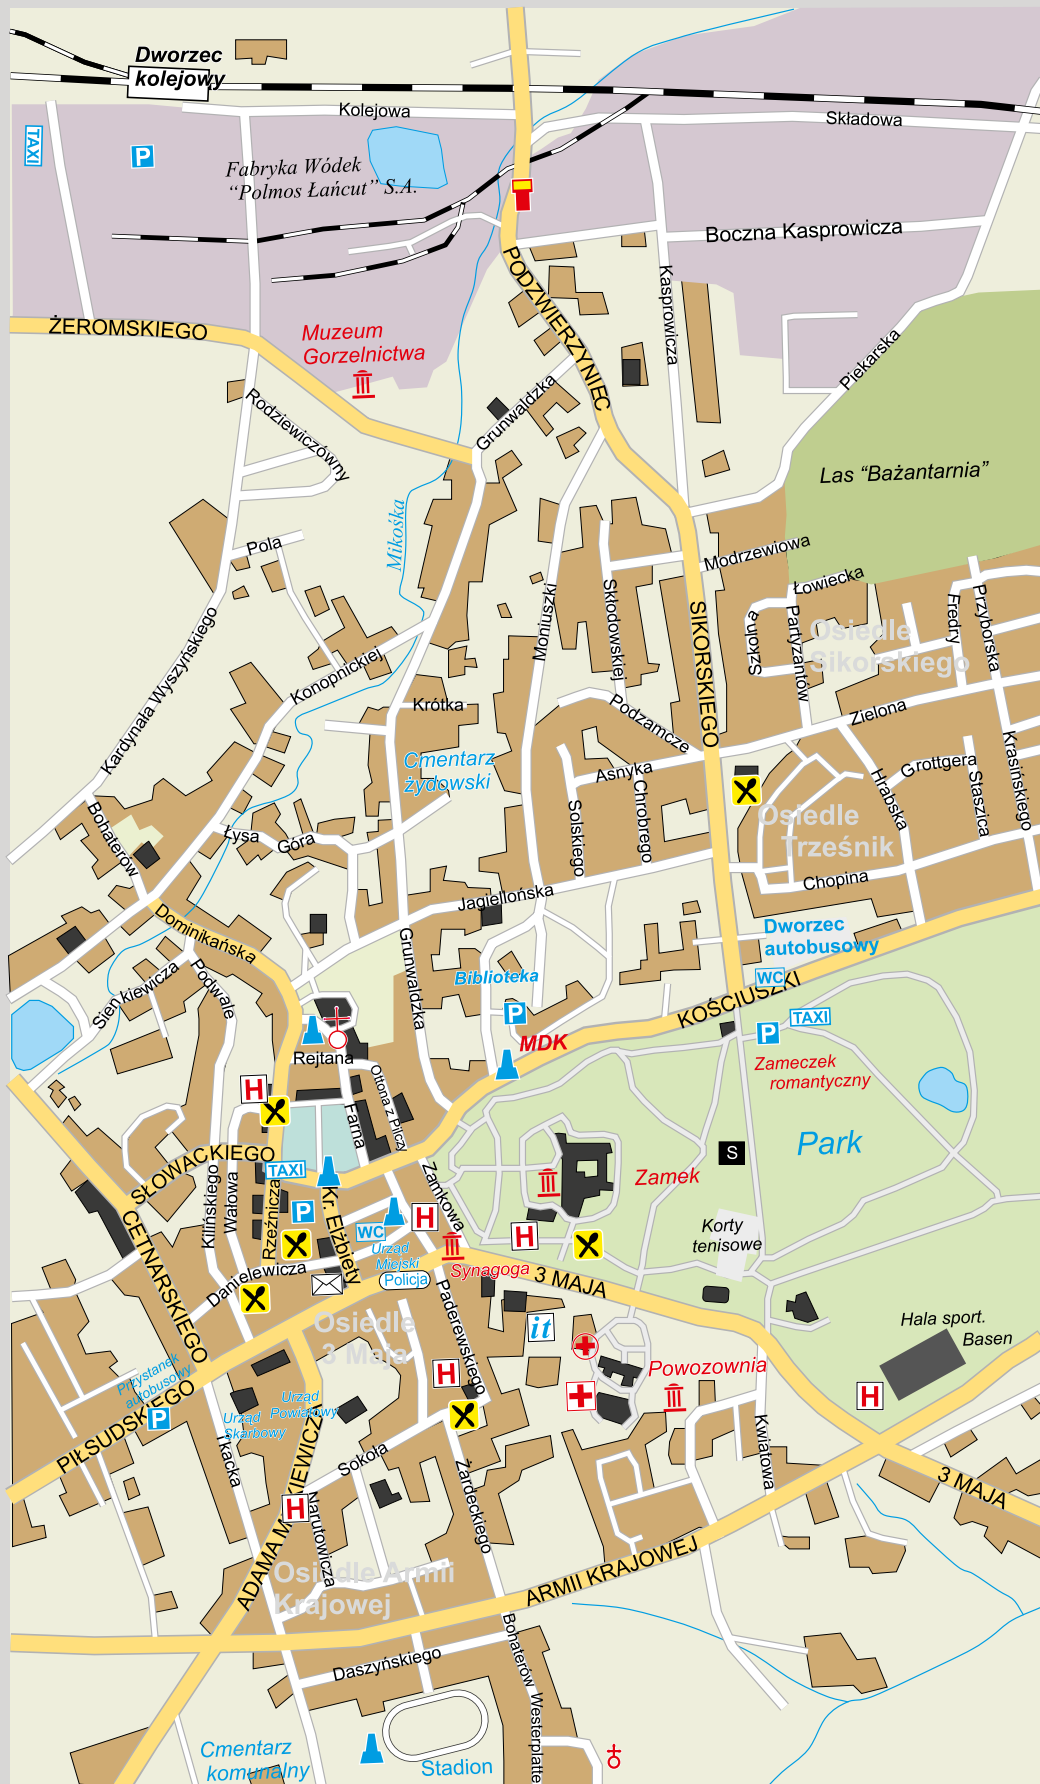 Dworzec
kolejowy
Kolejowa
Składowa
TAXI
P
Fabryka Wódek
“Polmos Łańcut” S.A.
Boczna Kasprowicza
PODZWIERZYNIEC
Kasprowicza
ŻEROMSKIEGO
Muzeum
Gorzelnictwa
Piekarska
Rodziewiczówny
Grunwaldzka
Las “Bażantarnia”
Mikośka
Pola
Modrzewiowa
Łowiecka
Moniuszki
Skłodowskiej
SIKORSKIEGO
Szkolna
Partyzantów
Fredry
Przyborska
Osiedle
Sikorskiego
Kardynała Wyszyńskiego
Konopnickiej
Krótka
Podzamcze
Zielona
Cmentarz
żydowski
Asnyka
Solskiego
Chrobrego
Hrabska
Grottgera
Staszica
Krasińskiego
Bohaterów
Łysa Góra
Osiedle
Trześnik
Chopina
Jagiellońska
Dominikańska
Grunwaldzka
Dworzec
autobusowy
Sienkiewicza
Podwale
Biblioteka
WC
KOŚCIUSZKI
P
TAXI
P
MDK
Rejtana
Zameczek
romantyczny
H
Farna
Ottona z Pilczy
Park
S
SŁOWACKIEGO
TAXI
Zamek
Kilińskiego
Wałowa
Rzeźnicza
Kr. Elżbiety
Zamkowa
P
WC
H
H
Korty
tenisowe
CETNARSKIEGO
Urząd
Miejski
Policja
Synagoga
3 MAJA
Danielewicza
Paderewskiego
Osiedle
3 Maja
it
Hala sport.
Basen
Przystanek
autobusowy
Powozownia
H
H
PIŁSUDSKIEGO
P
Urząd
Skarbowy
Urząd
Powiatowy
Kwiatowa
Tkacka
Sokoła
Żardeckiego
3 MAJA
H
ADAMA MICKIEWICZA
Narutowicza
Osiedle Armii
Krajowej
ARMII KRAJOWEJ
Daszyńskiego
Bohaterów Westerplatte
Cmentarz
komunalny
Stadion